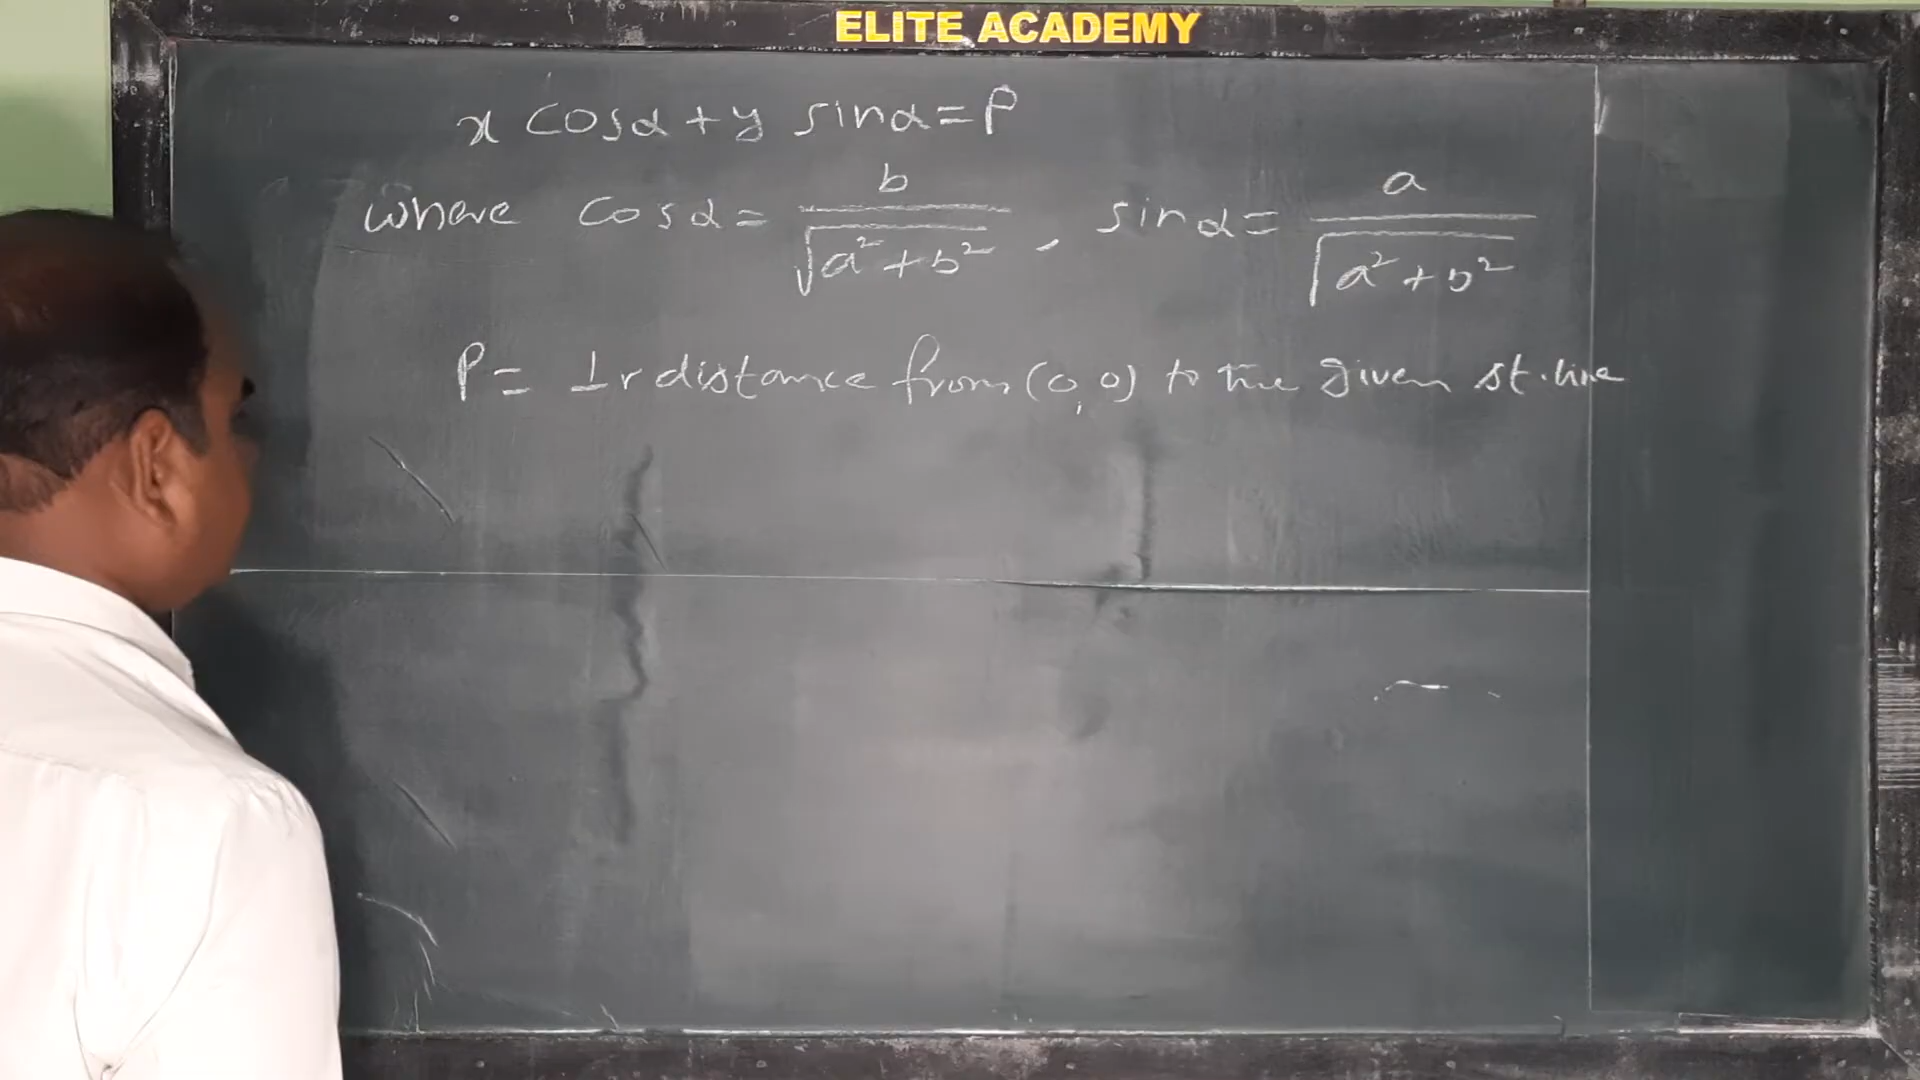 ELITE ACADEMY
x cosα + y sinα = P
where cosα = b/√(a²+b²), sinα = a/√(a²+b²)
P = ⊥r distance from (0,0) to the given st. line